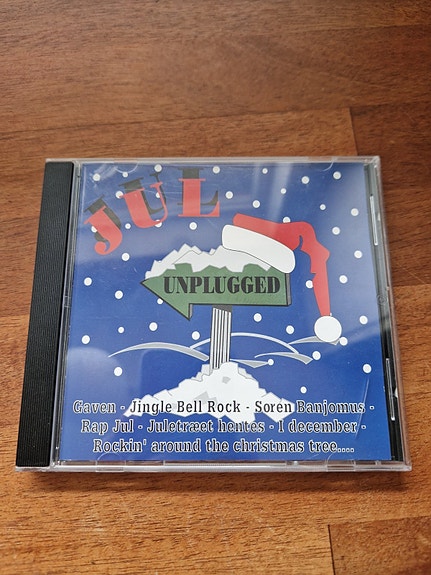 JUL
UNPLUGGED
Gaven - Jingle Bell Rock - Soren Banjomus -
Rap Jul - Juletræet hentes - 1 december -
Rockin' around the christmas tree....